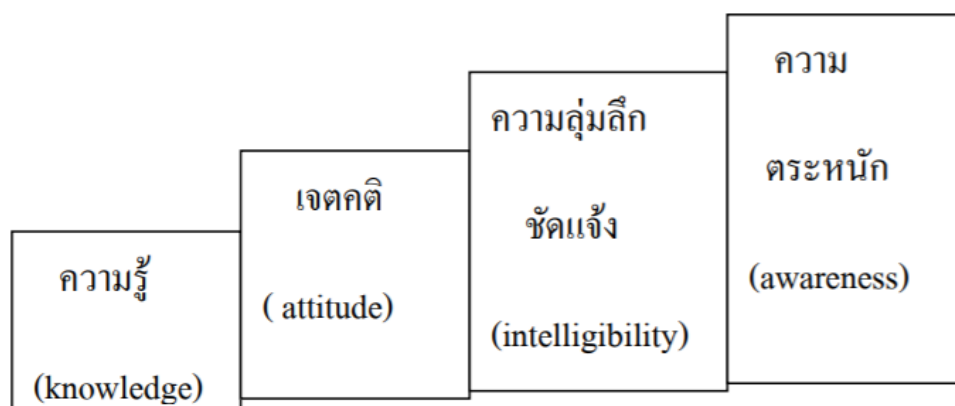 ความรู้
(knowledge)
เจตคติ
( attitude)
ความลุ่มลึก
ชัดแจ้ง
(intelligibility)
ความ
ตระหนัก
(awareness)